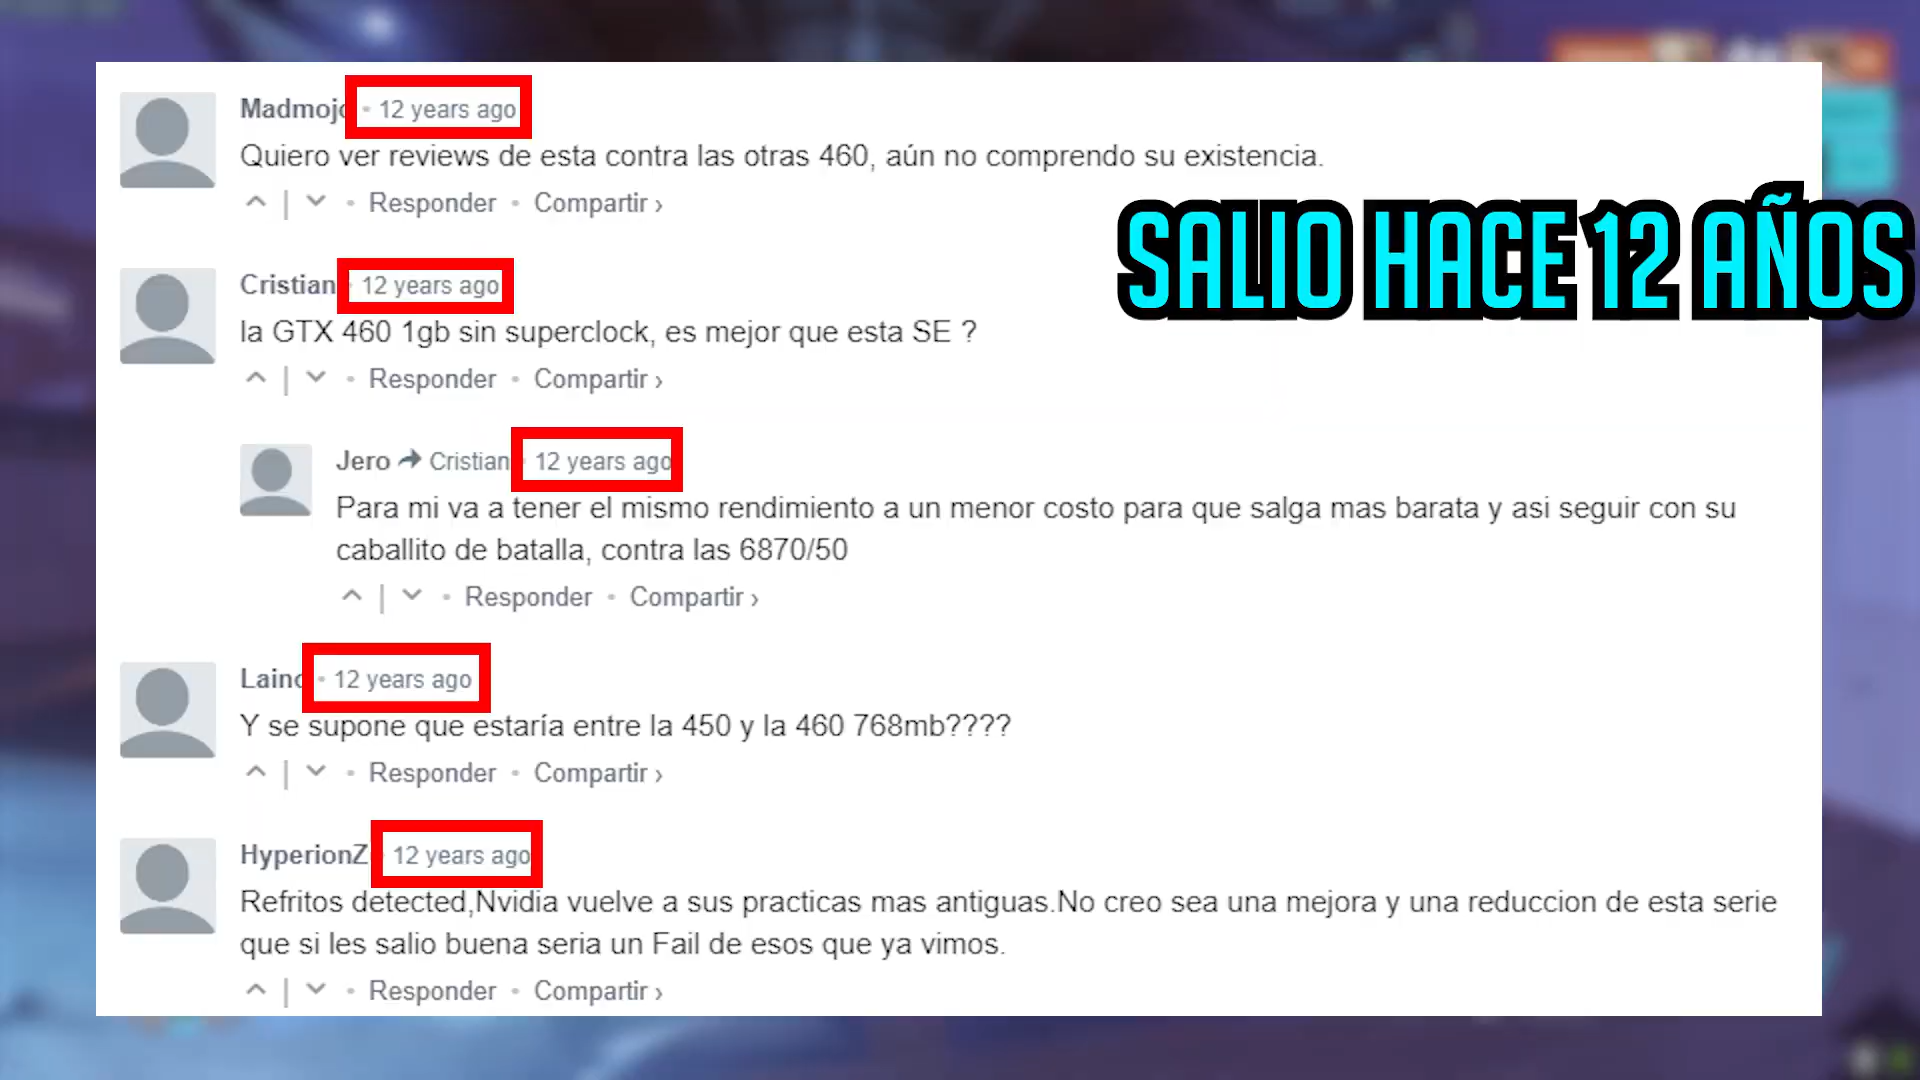 Madmojo • 12 years ago
Quiero ver reviews de esta contra las otras 460, aún no comprendo su existencia.
Responder • Compartir ›
SALIO HACE 12 AÑOS
Cristian 12 years ago
la GTX 460 1gb sin superclock, es mejor que esta SE ?
Responder • Compartir ›
Jero Cristian 12 years ago
Para mi va a tener el mismo rendimiento a un menor costo para que salga mas barata y asi seguir con su
caballito de batalla, contra las 6870/50
Responder • Compartir ›
• 12 years ago
Y se supone que estaría entre la 450 y la 460 768mb????
Responder • Compartir ›
HyperionZ 12 years ago
Refritos detected,Nvidia vuelve a sus practicas mas antiguas.No creo sea una mejora y una reduccion de esta serie
que si les salio buena seria un Fail de esos que ya vimos.
Responder • Compartir ›